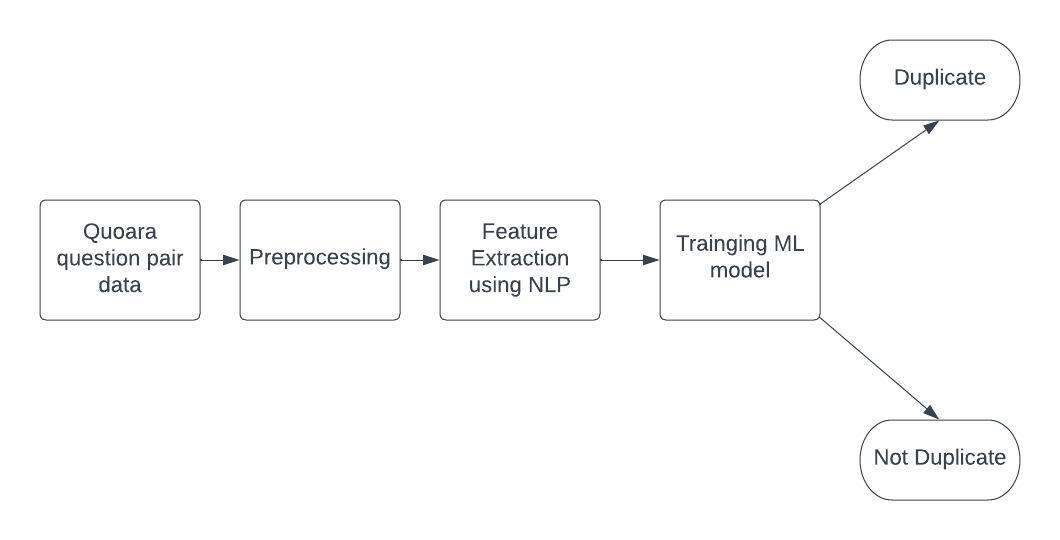 Quoara
question pair
data
Preprocessing
Feature
Extraction
using NLP
Trainging ML
model
Duplicate
Not Duplicate